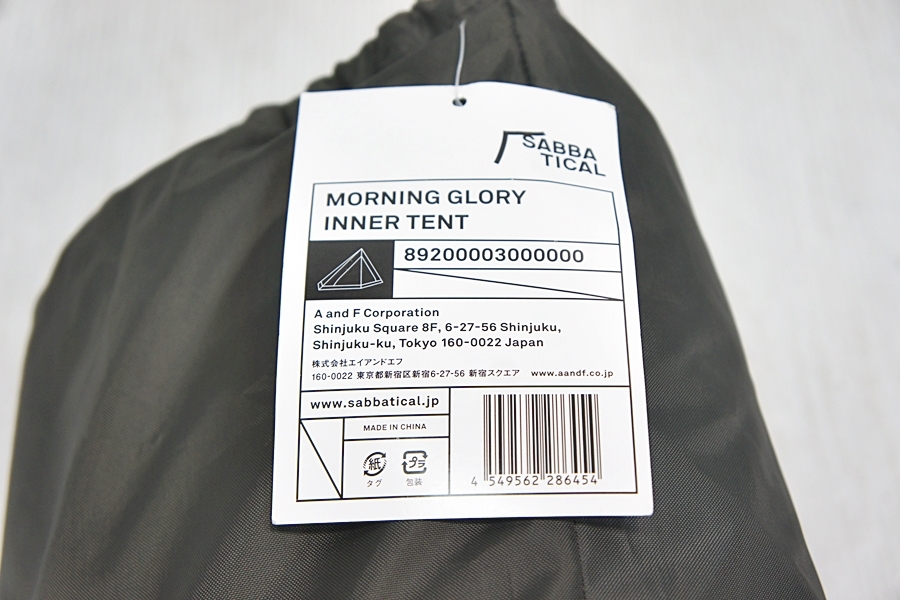 SABBA
TICAL
MORNING GLORY
INNER TENT
89200003000000
A and F Corporation
Shinjuku Square 8F, 6-27-56 Shinjuku,
Shinjuku-ku, Tokyo 160-0022 Japan
株式会社エイアンドエフ
160-0022 東京都新宿区新宿6-27-56 新宿スクエア www.aandf.co.jp
www.sabbatical.jp
MADE IN CHINA
紙 プラ
タグ 包装
4 549562 286454